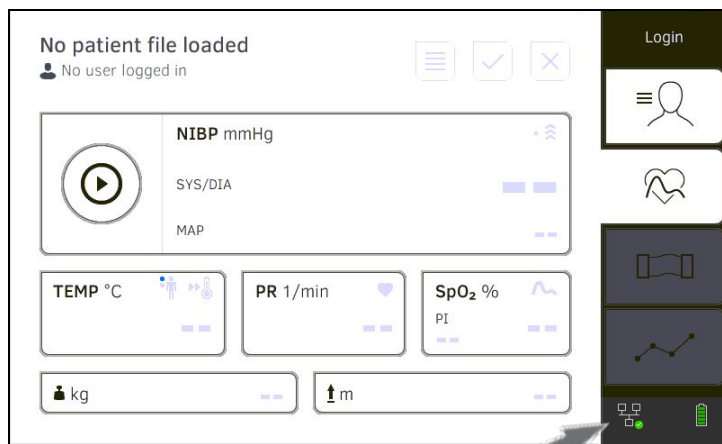 No patient file loaded
No user logged in
Login
NIBP mmHg
SYS/DIA
-- --
MAP
--
TEMP °C
--
PR 1/min
--
SpO₂ %
PI
--
--
kg
--
m
--